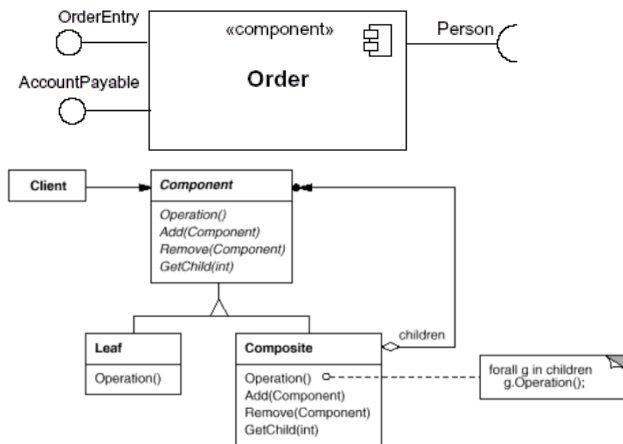 OrderEntry
«component»
Person
Order
AccountPayable
Client
Component
Operation()
Add(Component)
Remove(Component)
GetChild(int)
children
Leaf
Operation()
Composite
Operation()
Add(Component)
Remove(Component)
GetChild(int)
forall g in children
g.Operation();